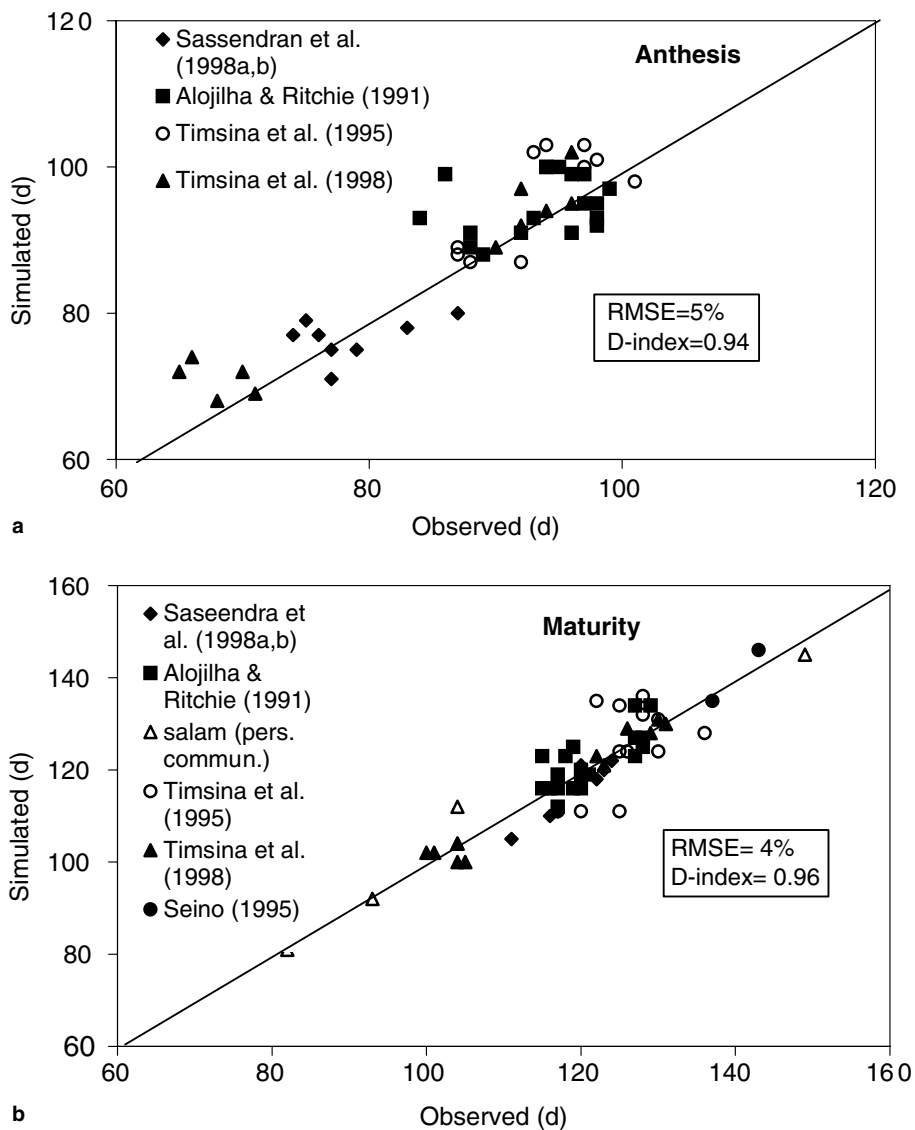 120
100
80
60
Simulated (d)
Sassendran et al.
(1998a,b)
Alojilha & Ritchie (1991)
Timsina et al. (1995)
Timsina et al. (1998)
Anthesis
RMSE=5%
D-index=0.94
60
80
100
120
Observed (d)
a
160
140
120
100
80
60
Simulated (d)
Saseendra et
al. (1998a,b)
Alojilha &
Ritchie (1991)
salam (pers.
commun.)
Timsina et al.
(1995)
Timsina et al.
(1998)
Seino (1995)
Maturity
RMSE= 4%
D-index= 0.96
60
80
100
120
140
160
Observed (d)
b